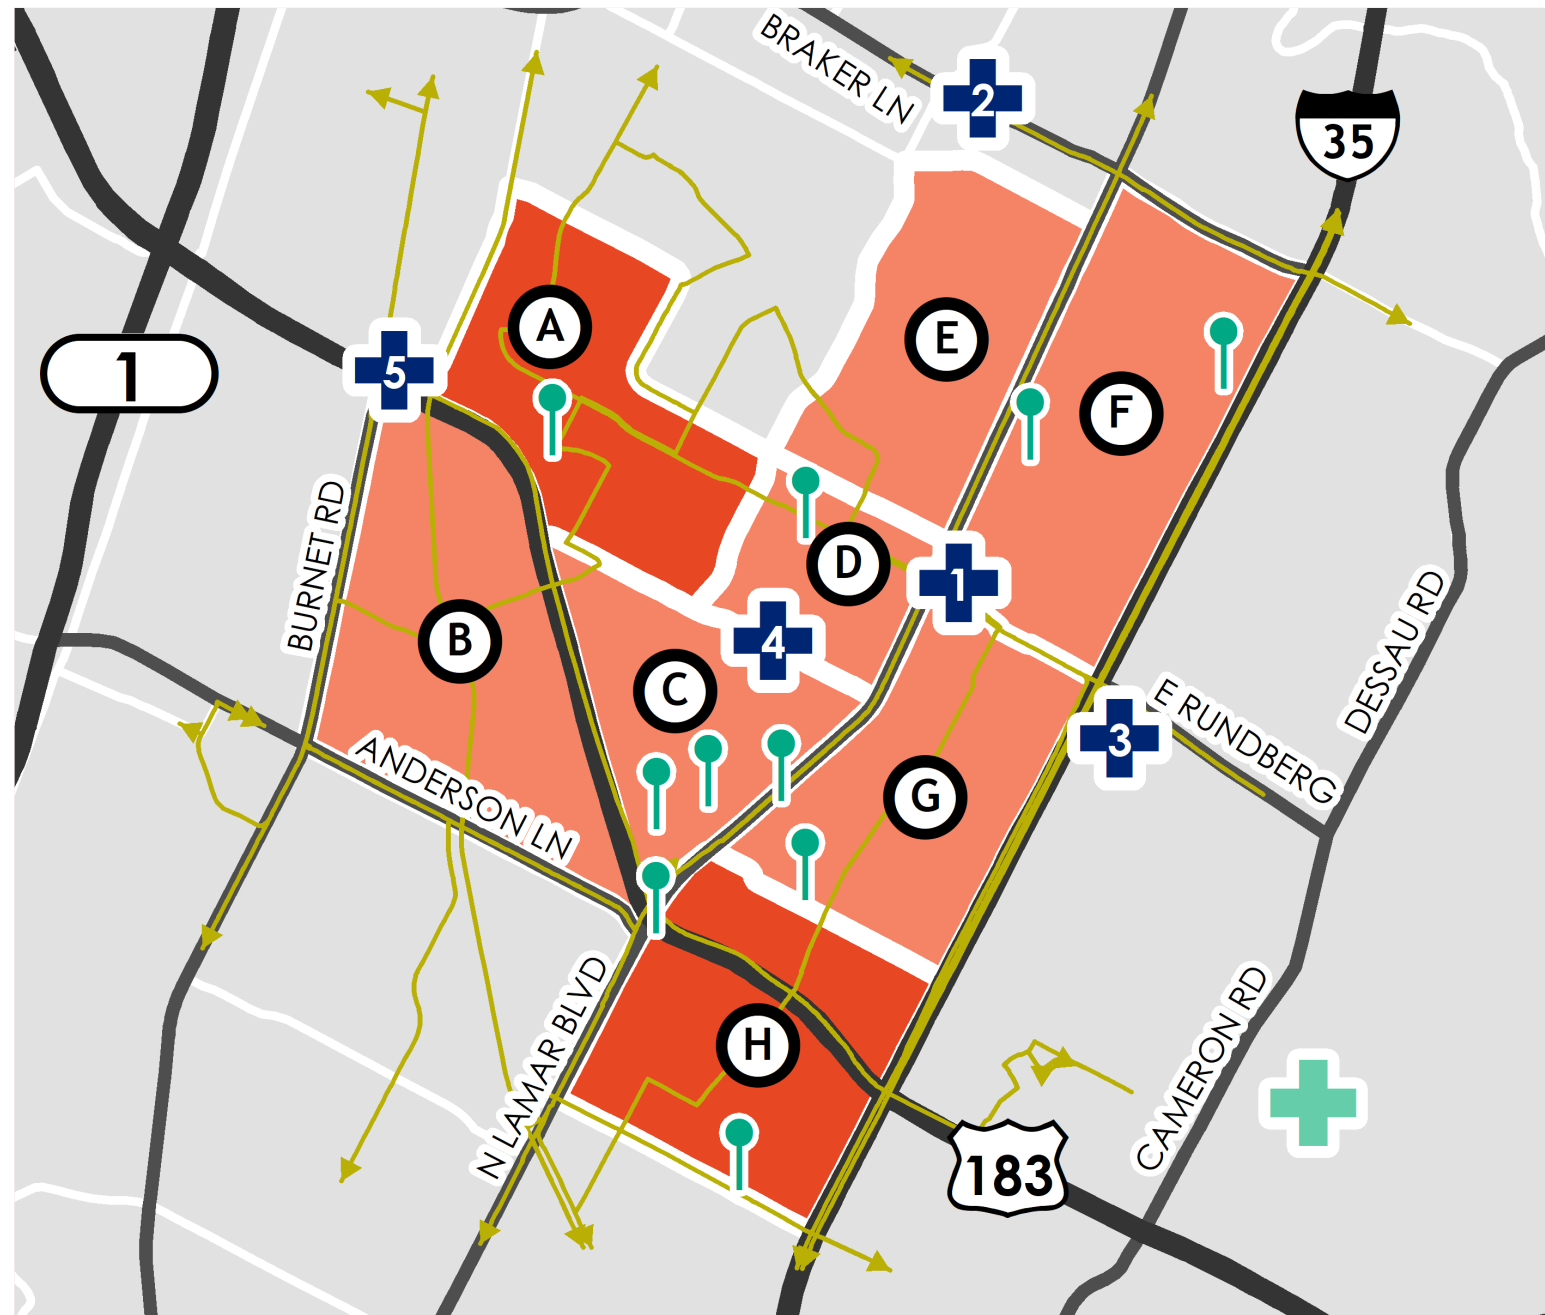 BRAKER LN
2
35
A
E
5
1
F
BURNET RD
D
1
B
4
C
DESSAU RD
3
E RUNDBERG
ANDERSON LN
G
N LAMAR BLVD
H
CAMERON RD
183